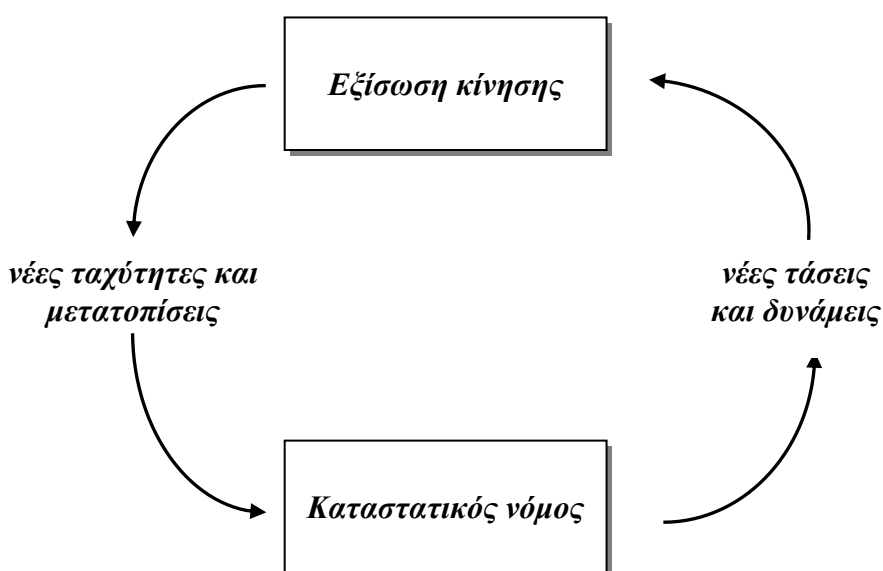 Εξίσωση κίνησης
νέες ταχύτητες και
μετατοπίσεις
νέες τάσεις
και δυνάμεις
Καταστατικός νόμος